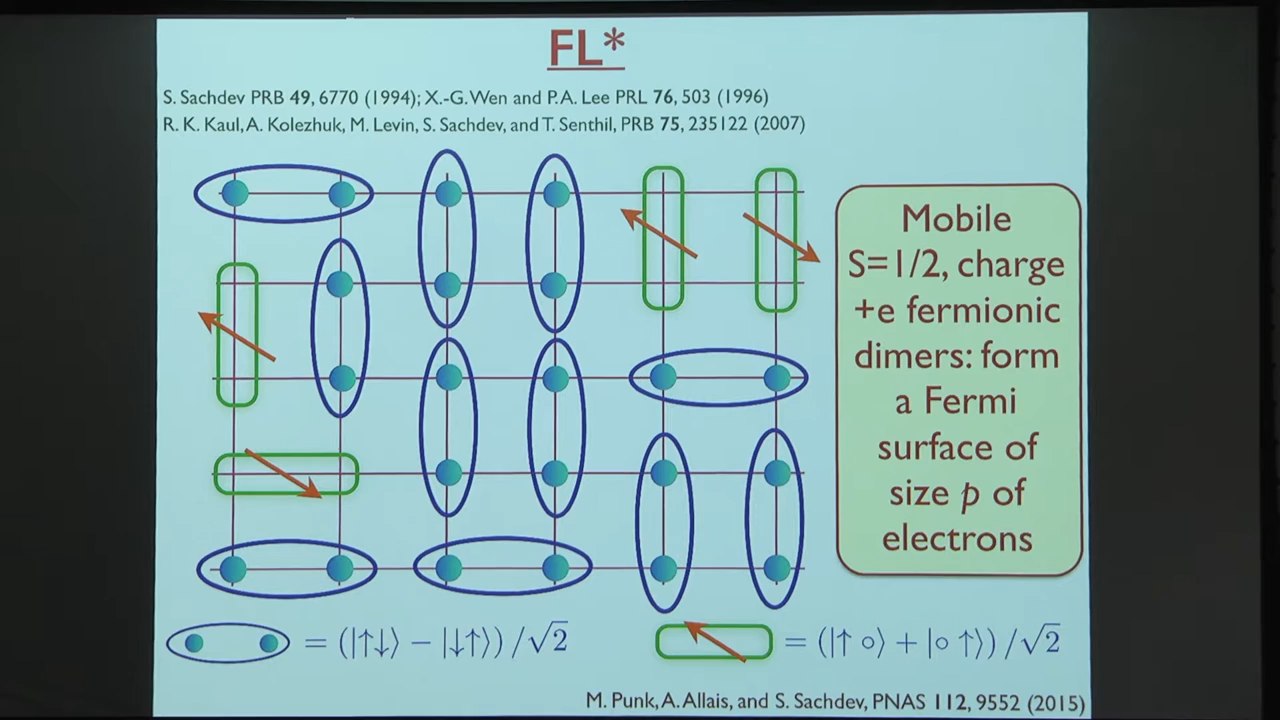 FL*
S. Sachdev PRB 49, 6770 (1994); X.-G. Wen and P.A. Lee PRL 76, 503 (1996)
R. K. Kaul, A. Kolezhuk, M. Levin, S. Sachdev, and T. Senthil, PRB 75, 235122 (2007)
Mobile
S=1/2, charge
+e fermionic
dimers: form
a Fermi
surface of
size p of
electrons
= (|↑↓⟩ − |↓↑⟩) /√2
= (|↑ ∘⟩ + |∘ ↑⟩) /√2
M. Punk, A. Allais, and S. Sachdev, PNAS 112, 9552 (2015)